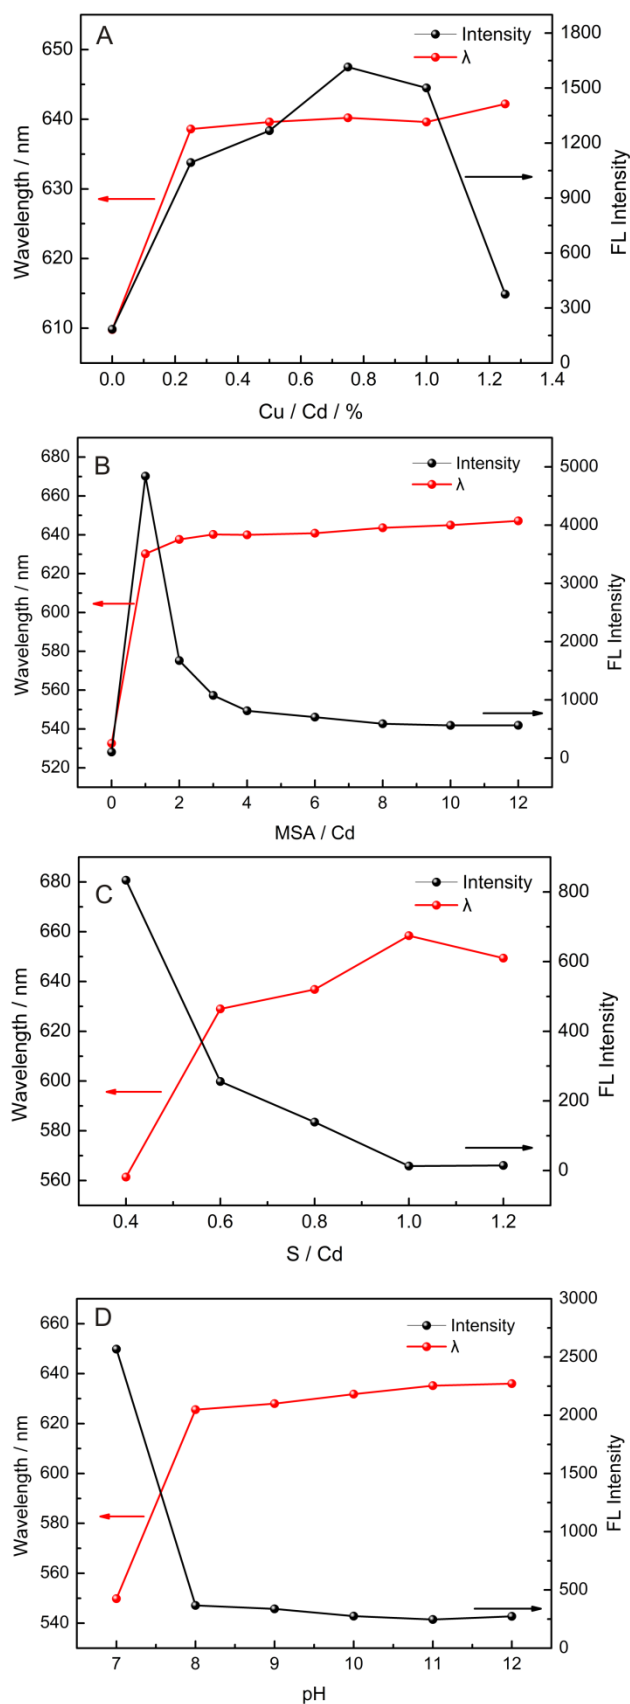 A
Intensity
λ
650
640
630
620
610
Wavelength / nm
1800
1500
1200
900
600
300
0
FL Intensity
0.0 0.2 0.4 0.6 0.8 1.0 1.2 1.4
Cu / Cd / %
B
Intensity
λ
680
660
640
620
600
580
560
540
520
Wavelength / nm
5000
4000
3000
2000
1000
0
FL Intensity
0 2 4 6 8 10 12
MSA / Cd
C
Intensity
λ
680
660
640
620
600
580
560
Wavelength / nm
800
600
400
200
0
FL Intensity
0.4 0.6 0.8 1.0 1.2
S / Cd
D
Intensity
λ
660
640
620
600
580
560
540
Wavelength / nm
3000
2500
2000
1500
1000
500
0
FL Intensity
7 8 9 10 11 12
pH